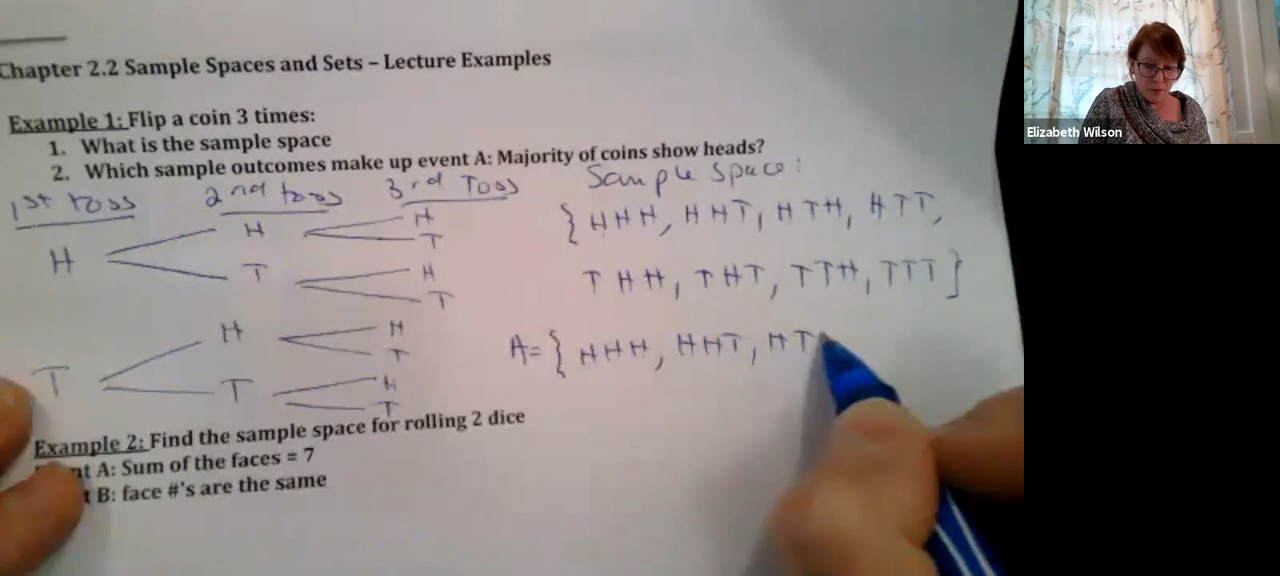 Chapter 2.2 Sample Spaces and Sets – Lecture Examples
Example 1: Flip a coin 3 times:
1. What is the sample space
2. Which sample outcomes make up event A: Majority of coins show heads?
1st toss 2nd toss 3rd Toss
Sample Space:
H
H
H
T
T
H
T
T
H
H
T
T
H
T
{ HHH, HHT, HTH, HTT,
THH, THT, TTH, TTT }
A = { HHH, HHT, HT
Example 2: Find the sample space for rolling 2 dice
nt A: Sum of the faces = 7
t B: face #'s are the same
Elizabeth Wilson